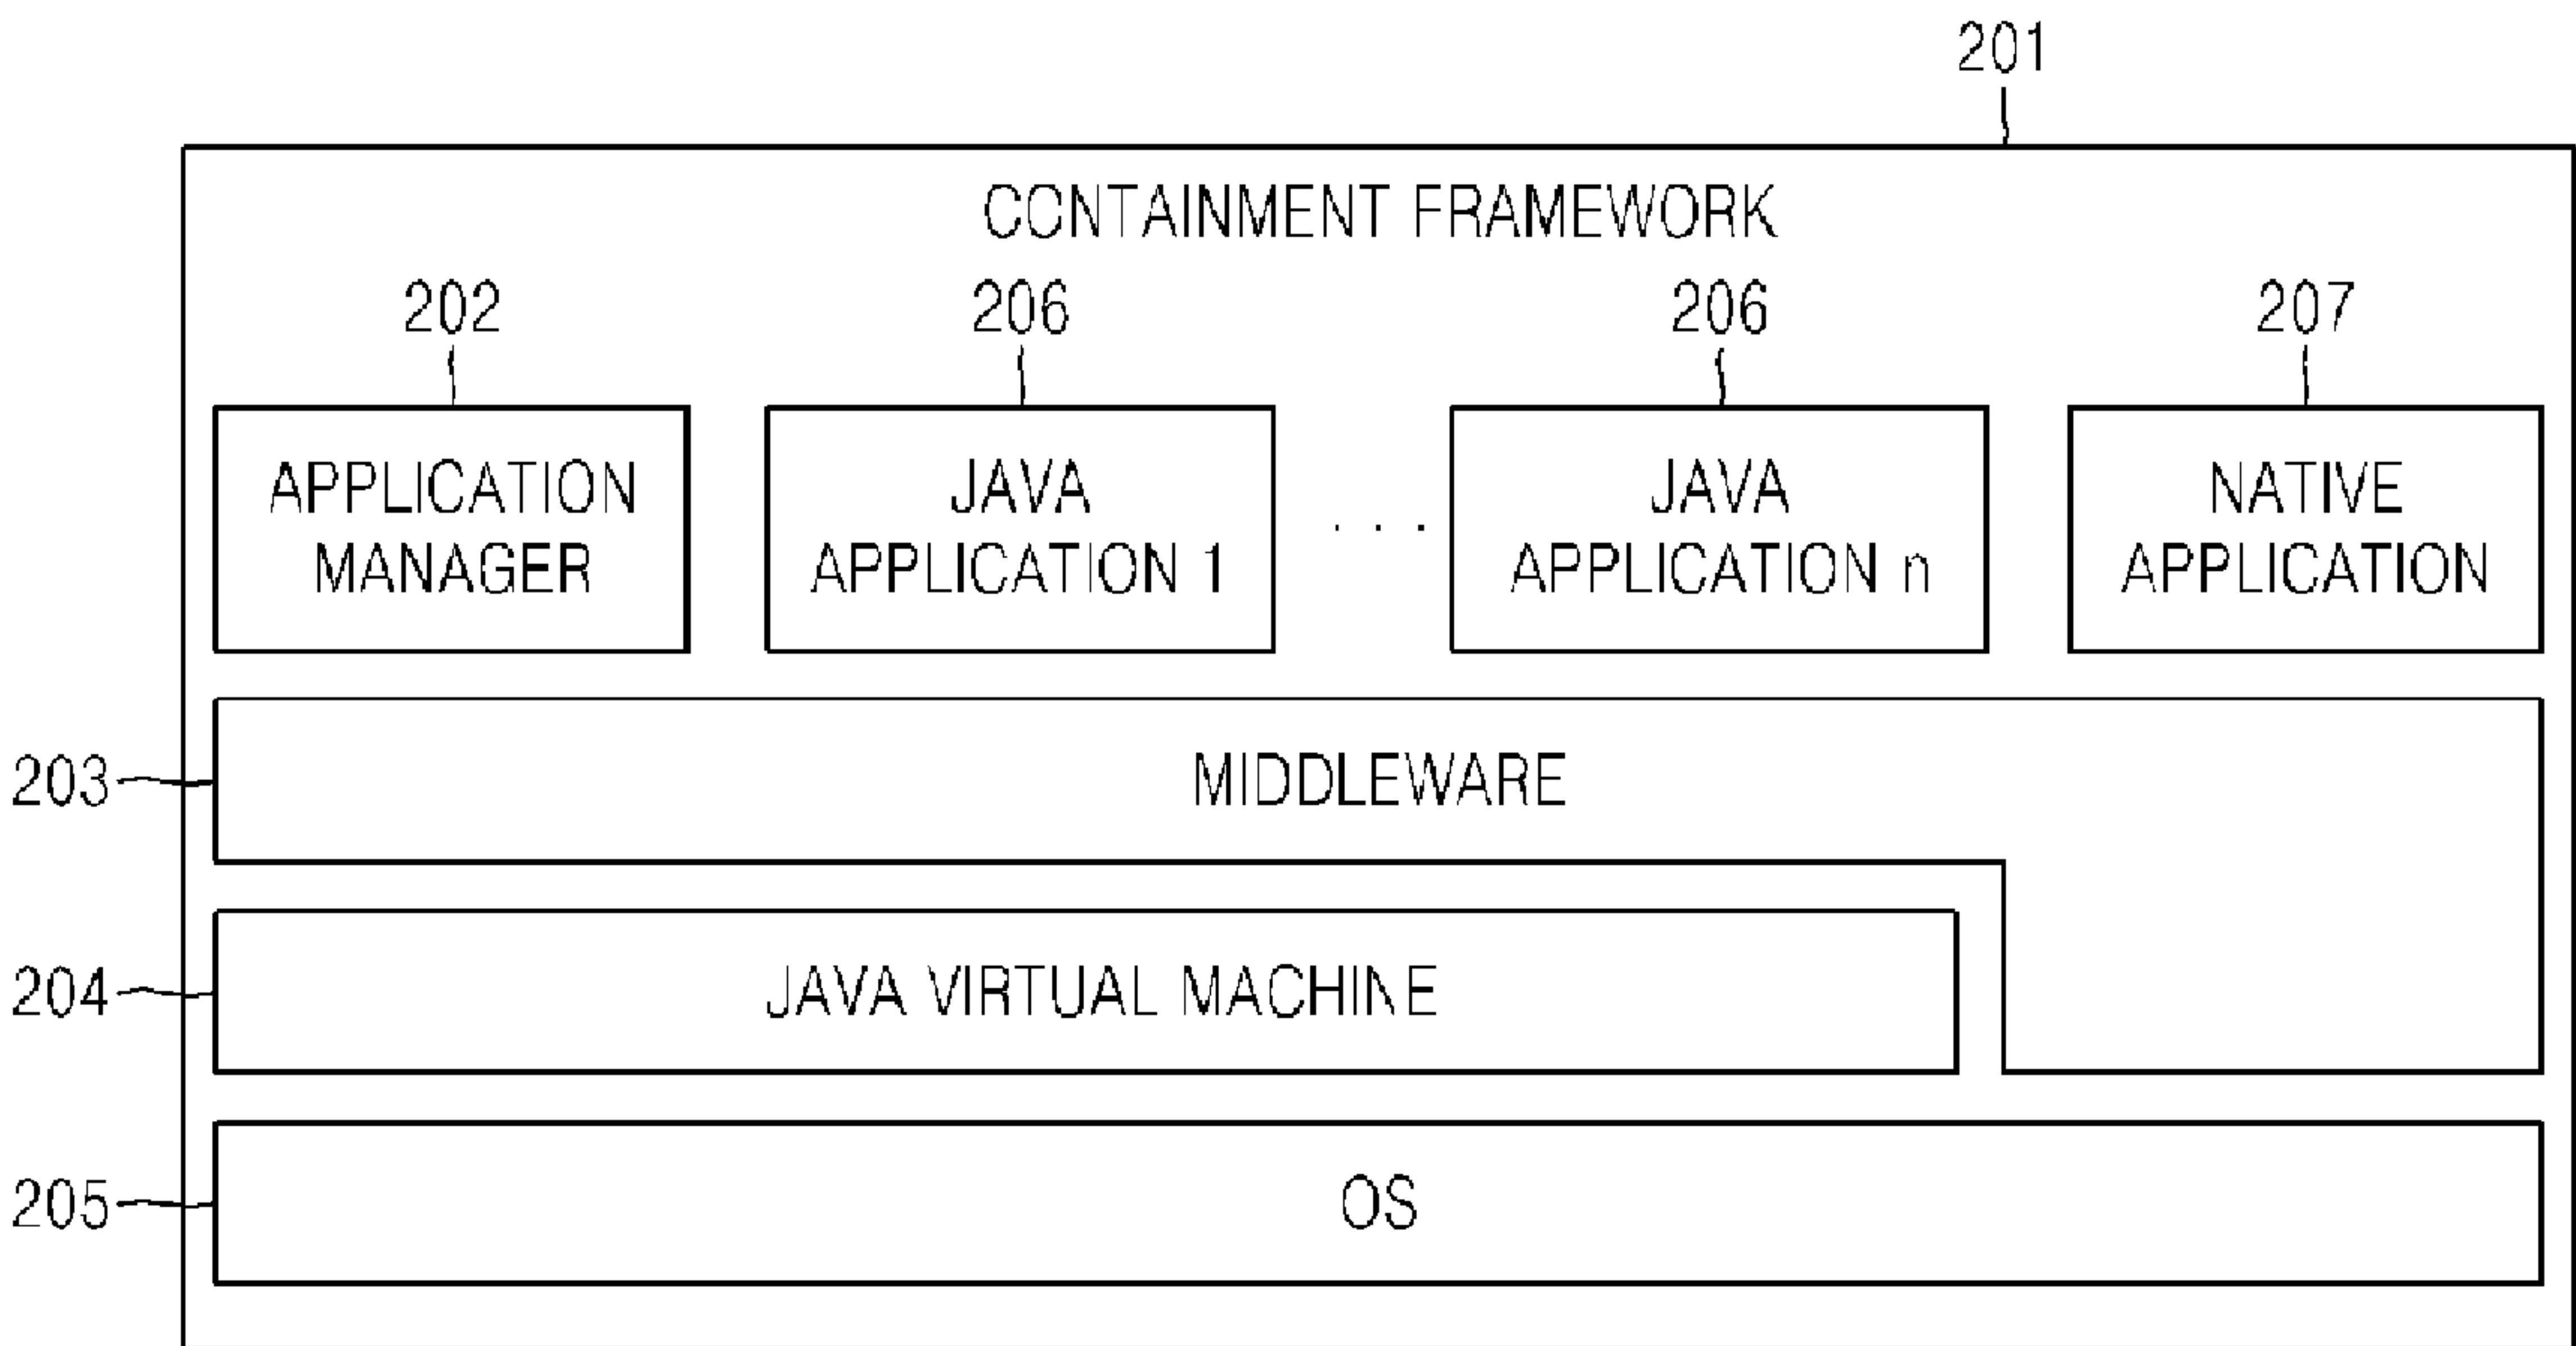 201
CONTAINMENT FRAMEWORK
202 206 206 207
APPLICATION MANAGER
JAVA APPLICATION 1
. . .
JAVA APPLICATION n
NATIVE APPLICATION
203 MIDDLEWARE
204 JAVA VIRTUAL MACHINE
205 OS